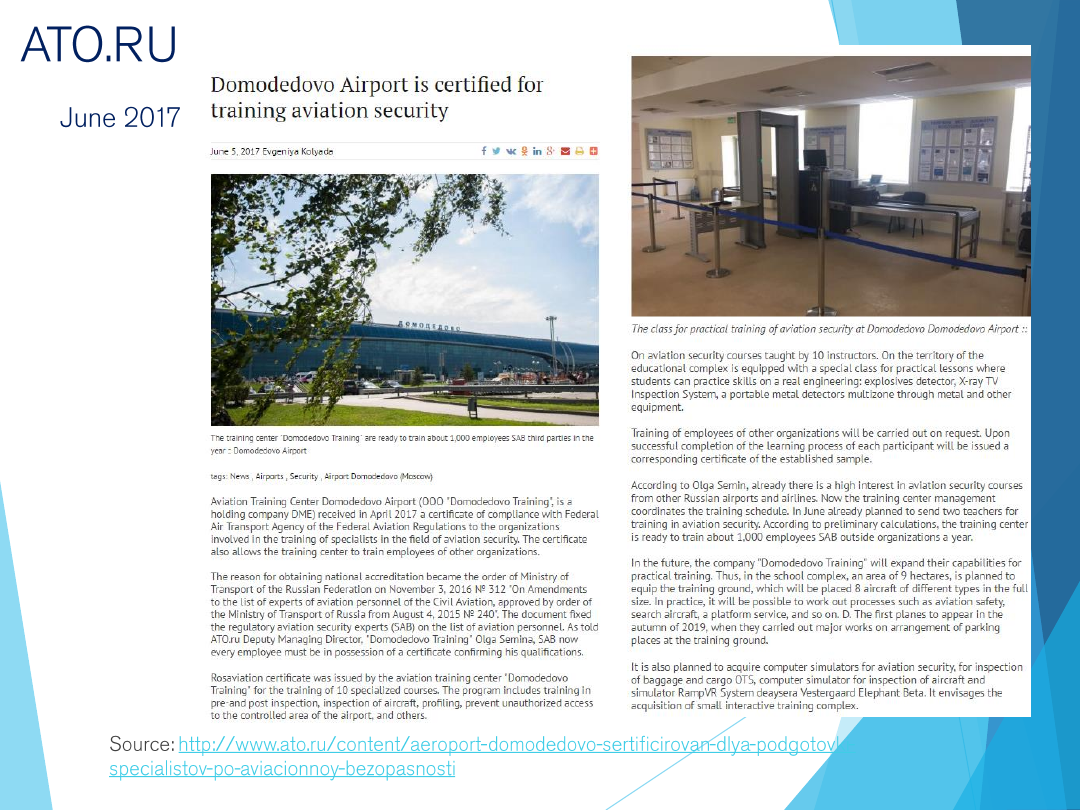 ATO.RU
June 2017
Domodedovo Airport is certified for
training aviation security
June 5, 2017 Evgeniya Kolyada
ДОМОДЕДОВО
The training center "Domodedovo Training" are ready to train about 1,000 employees SAB third parties in the
year :: Domodedovo Airport
tags: News , Airports , Security , Airport Domodedovo (Moscow)
Aviation Training Center Domodedovo Airport (OOO "Domodedovo Training", is a
holding company DME) received in April 2017 a certificate of compliance with Federal
Air Transport Agency of the Federal Aviation Regulations to the organizations
involved in the training of specialists in the field of aviation security. The certificate
also allows the training center to train employees of other organizations.
The reason for obtaining national accreditation became the order of Ministry of
Transport of the Russian Federation on November 3, 2016 № 312 "On Amendments
to the list of experts of aviation personnel of the Civil Aviation, approved by order of
the Ministry of Transport of Russia from August 4, 2015 № 240". The document fixed
the regulatory aviation security experts (SAB) on the list of aviation personnel. As told
ATO.ru Deputy Managing Director, "Domodedovo Training" Olga Semina, SAB now
every employee must be in possession of a certificate confirming his qualifications.
Rosaviation certificate was issued by the aviation training center "Domodedovo
Training" for the training of 10 specialized courses. The program includes training in
pre-and post inspection, inspection of aircraft, profiling, prevent unauthorized access
to the controlled area of the airport, and others.
The class for practical training of aviation security at Domodedovo Domodedovo Airport ::
On aviation security courses taught by 10 instructors. On the territory of the
educational complex is equipped with a special class for practical lessons where
students can practice skills on a real engineering: explosives detector, X-ray TV
Inspection System, a portable metal detectors multizone through metal and other
equipment.
Training of employees of other organizations will be carried out on request. Upon
successful completion of the learning process of each participant will be issued a
corresponding certificate of the established sample.
According to Olga Semin, already there is a high interest in aviation security courses
from other Russian airports and airlines. Now the training center management
coordinates the training schedule. In June already planned to send two teachers for
training in aviation security. According to preliminary calculations, the training center
is ready to train about 1,000 employees SAB outside organizations a year.
In the future, the company "Domodedovo Training" will expand their capabilities for
practical training. Thus, in the school complex, an area of 9 hectares, is planned to
equip the training ground, which will be placed 8 aircraft of different types in the full
size. In practice, it will be possible to work out processes such as aviation safety,
search aircraft, a platform service, and so on. D. The first planes to appear in the
autumn of 2019, when they carried out major works on arrangement of parking
places at the training ground.
It is also planned to acquire computer simulators for aviation security, for inspection
of baggage and cargo OTS, computer simulator for inspection of aircraft and
simulator RampVR System deaysera Vestergaard Elephant Beta. It envisages the
acquisition of small interactive training complex.
Source: http://www.ato.ru/content/aeroport-domodedovo-sertificirovan-dlya-podgotov
specialistov-po-aviacionnoy-bezopasnosti